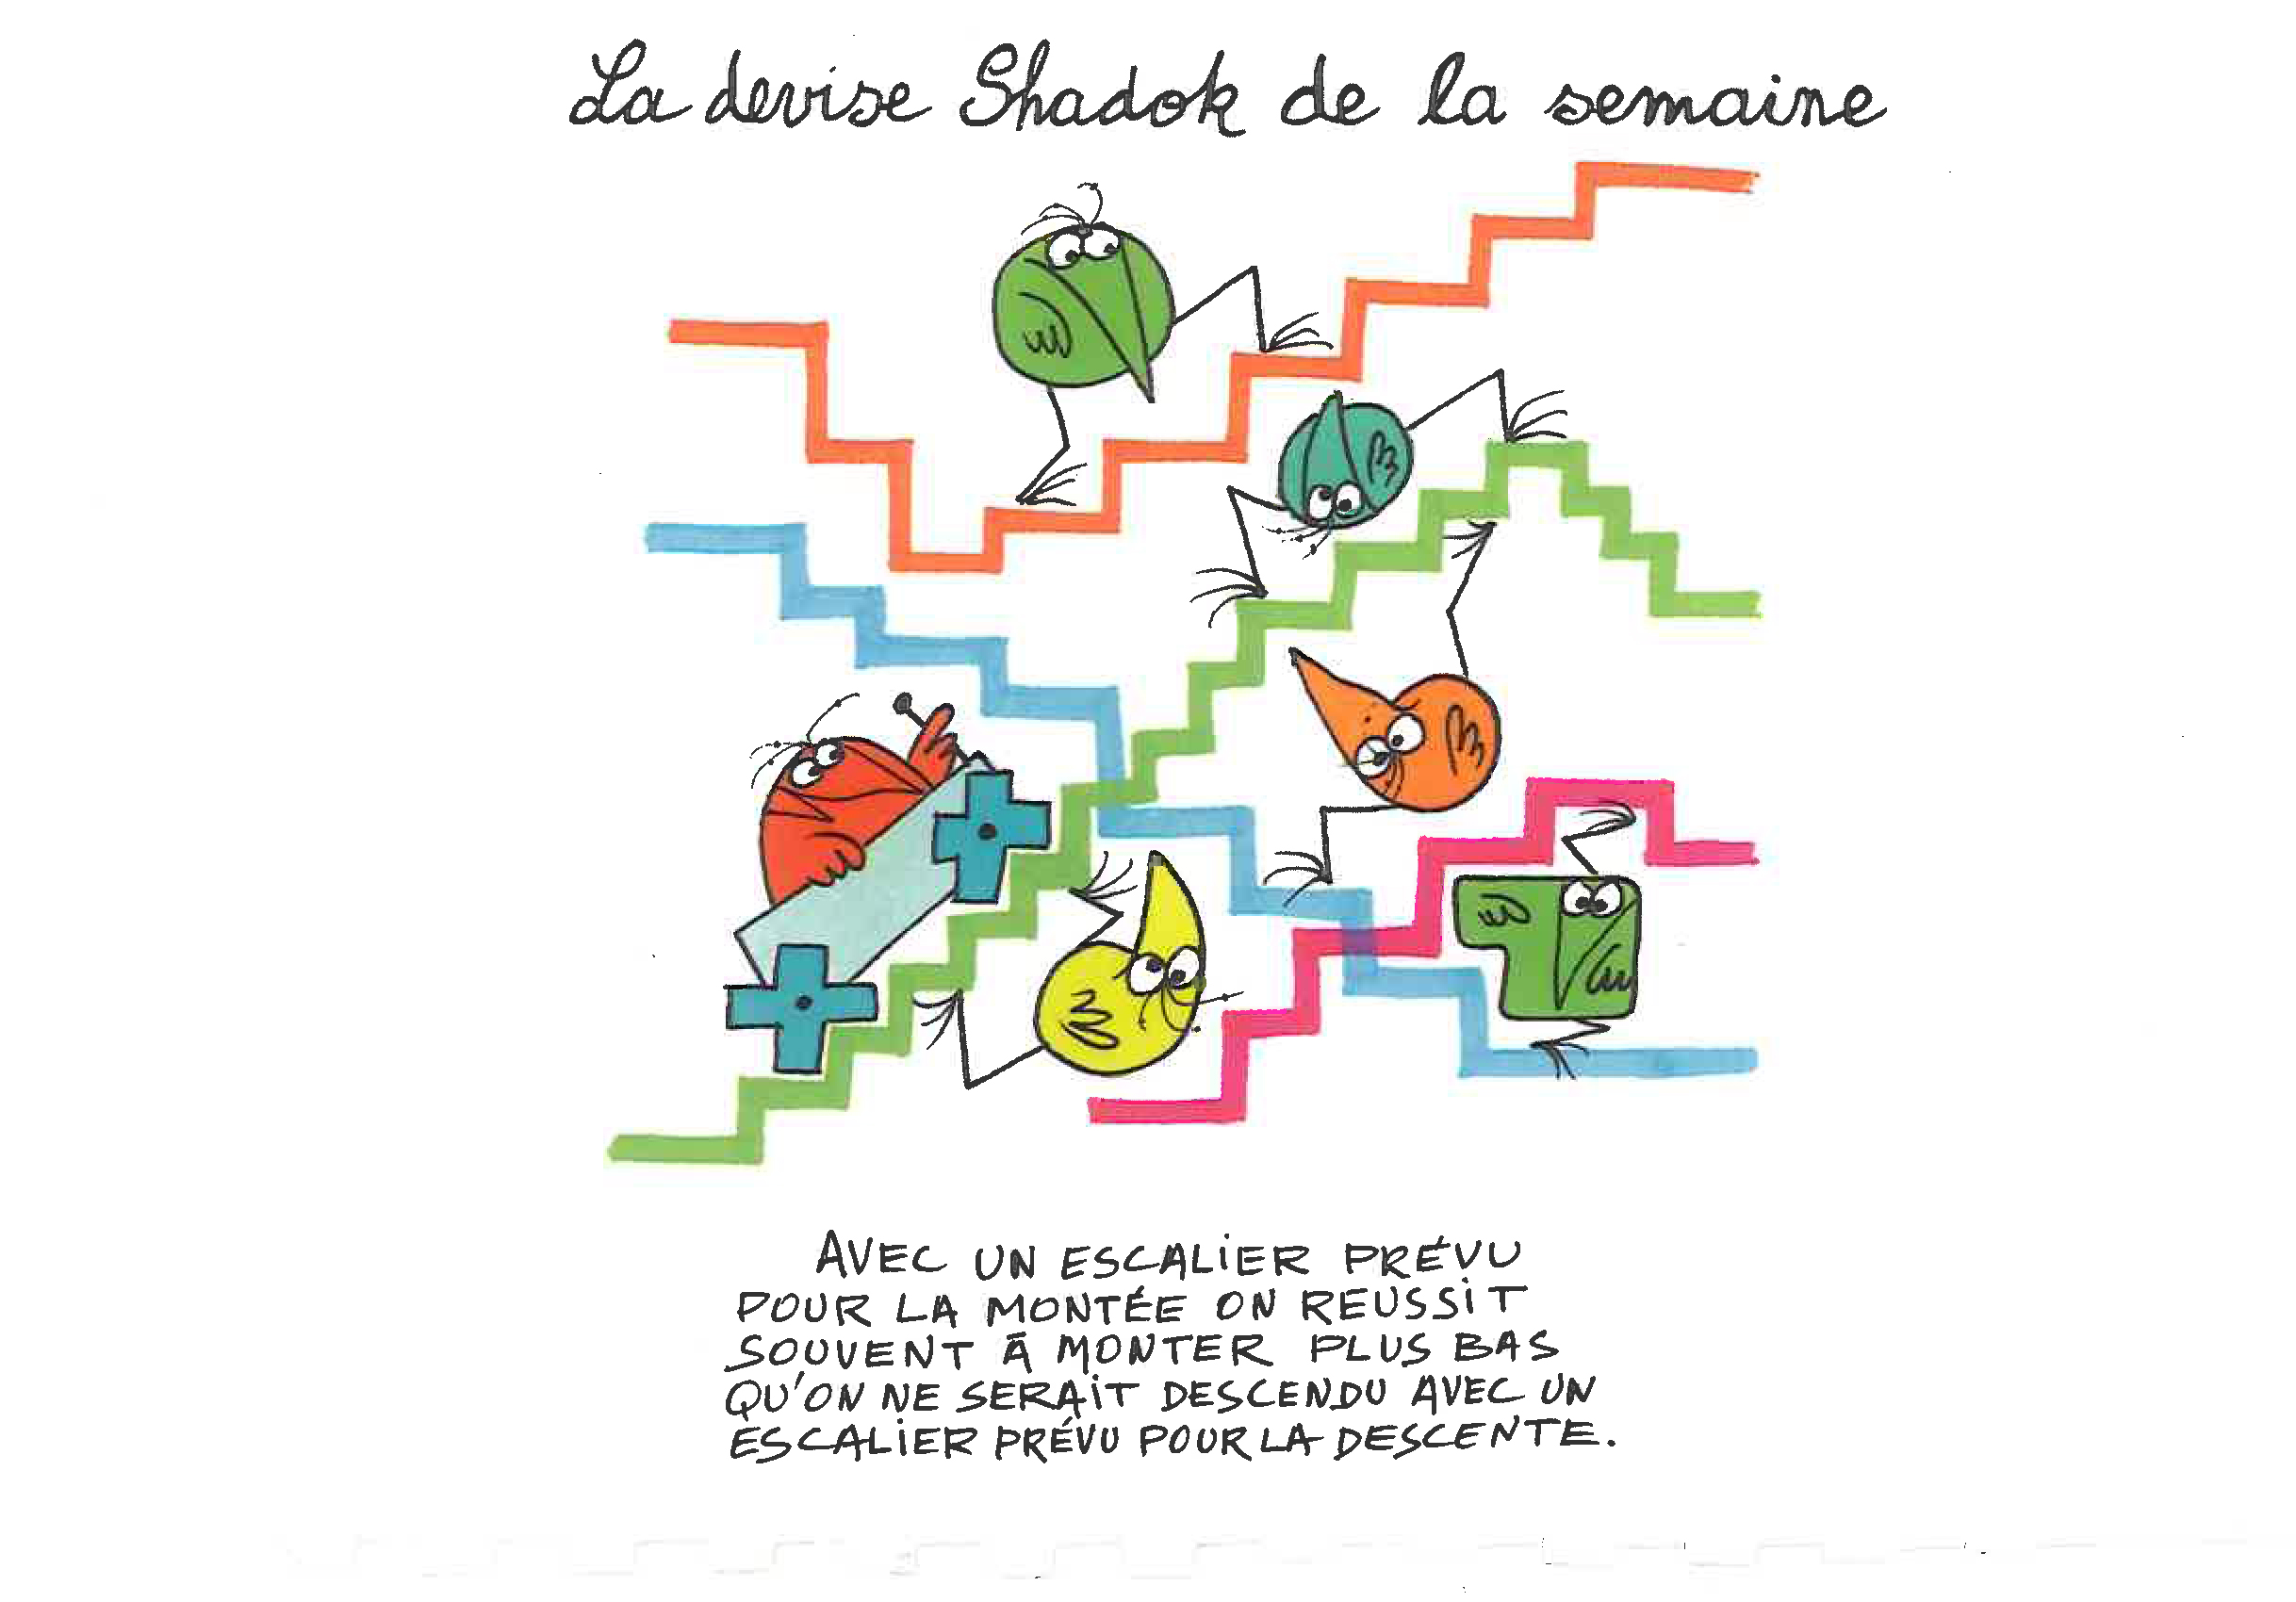 La devise Shadok de la semaine
AVEC UN ESCALIER PRÉVU
POUR LA MONTÉE ON REUSSIT
SOUVENT À MONTER PLUS BAS
QU'ON NE SERAIT DESCENDU AVEC UN
ESCALIER PRÉVU POUR LA DESCENTE.